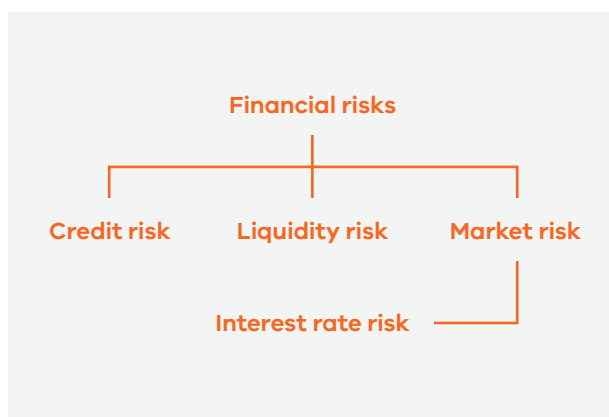 Financial risks
Credit risk Liquidity risk Market risk
Interest rate risk